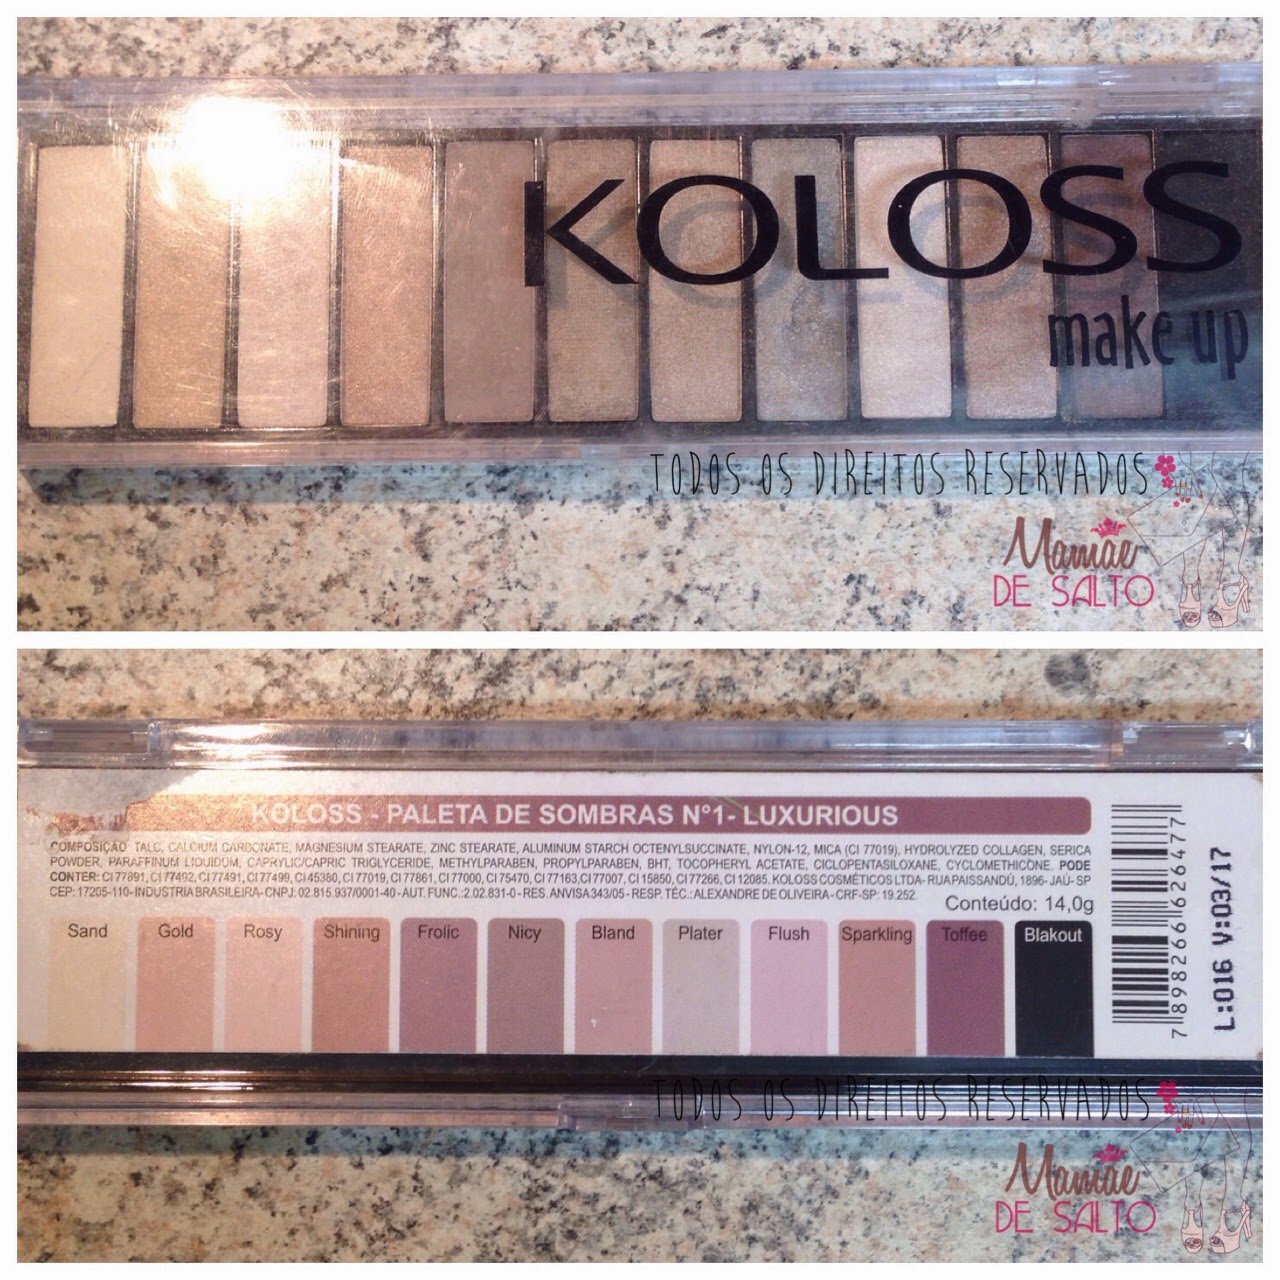 KOLOSS
make up
TODOS OS DIREITOS RESERVADOS
Mamãe
DE SALTO
KOLOSS - PALETA DE SOMBRAS N°1- LUXURIOUS
COMPOSIÇÃO: TALC, CALCIUM CARBONATE, MAGNESIUM STEARATE, ZINC STEARATE, ALUMINUM STARCH OCTENYLSUCCINATE, NYLON-12, MICA (CI 77019), HYDROLYZED COLLAGEN, SERICA
POWDER, PARAFFINUM LIQUIDUM, CAPRYLIC/CAPRIC TRIGLYCERIDE, METHYLPARABEN, PROPYLPARABEN, BHT, TOCOPHERYL ACETATE, CICLOPENTASILOXANE, CYCLOMETHICONE. PODE
CONTER: CI 77891, CI 77492, CI 77491, CI 77499, CI 45380, CI 77019, CI 77861, CI 77000, CI 75470, CI 77163, CI 77007, CI 15850, CI 77266, CI 12085. KOLOSS COSMÉTICOS LTDA- RUA PAISSANDÚ, 1896- JAÚ- SP
CEP: 17205-110- INDUSTRIA BRASILEIRA- CNPJ: 02.815.937/0001-40 - AUT. FUNC.:2.02.831-0 - RES. ANVISA 343/05 - RESP. TÉC.: ALEXANDRE DE OLIVEIRA - CRF-SP: 19.252.
Conteúdo: 14,0g
Sand Gold Rosy Shining Frolic Nicy Bland Plater Flush Sparkling Toffee Blakout
7 898266 626477
L:016 V:03/17
TODOS OS DIREITOS RESERVADOS
Mamãe
DE SALTO